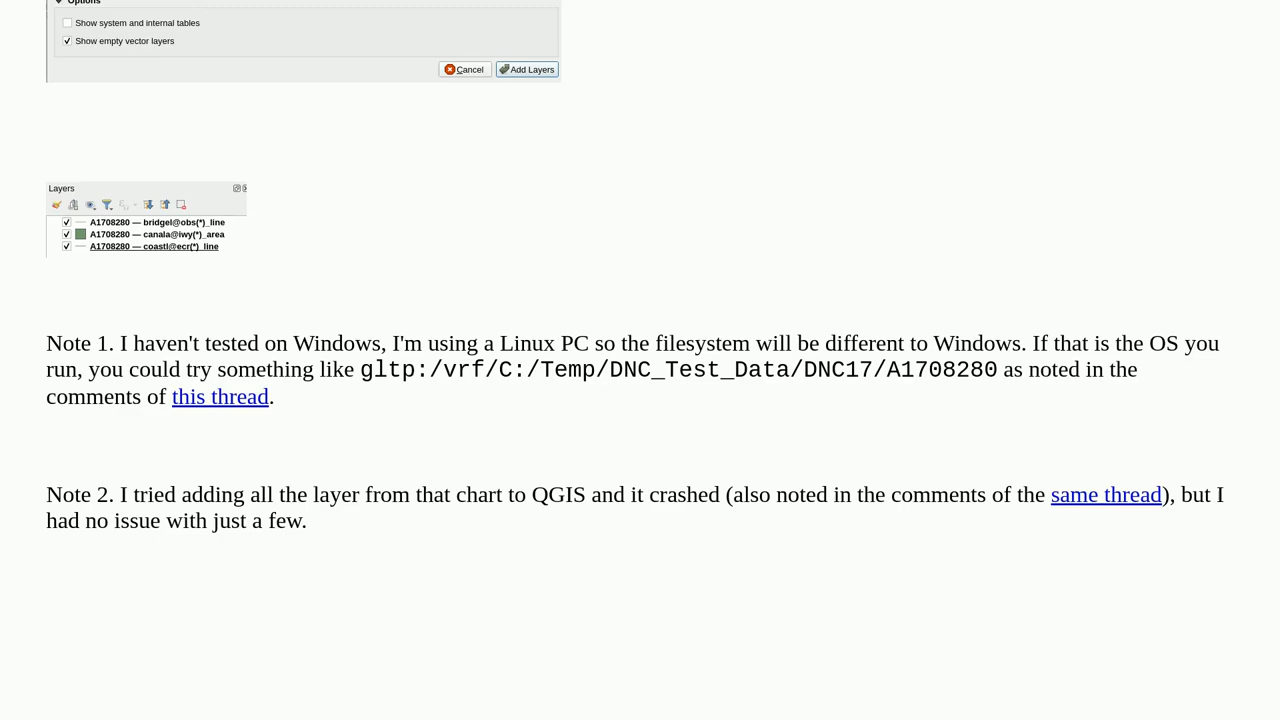 Options
Show system and internal tables
Show empty vector layers
Cancel Add Layers
Layers
A1708280 — bridgel@obs(*)_line
A1708280 — canala@iwy(*)_area
A1708280 — coastl@ecr(*)_line
Note 1. I haven't tested on Windows, I'm using a Linux PC so the filesystem will be different to Windows. If that is the OS you
run, you could try something like gltp:/vrf/C:/Temp/DNC_Test_Data/DNC17/A1708280 as noted in the
comments of this thread.
Note 2. I tried adding all the layer from that chart to QGIS and it crashed (also noted in the comments of the same thread), but I
had no issue with just a few.